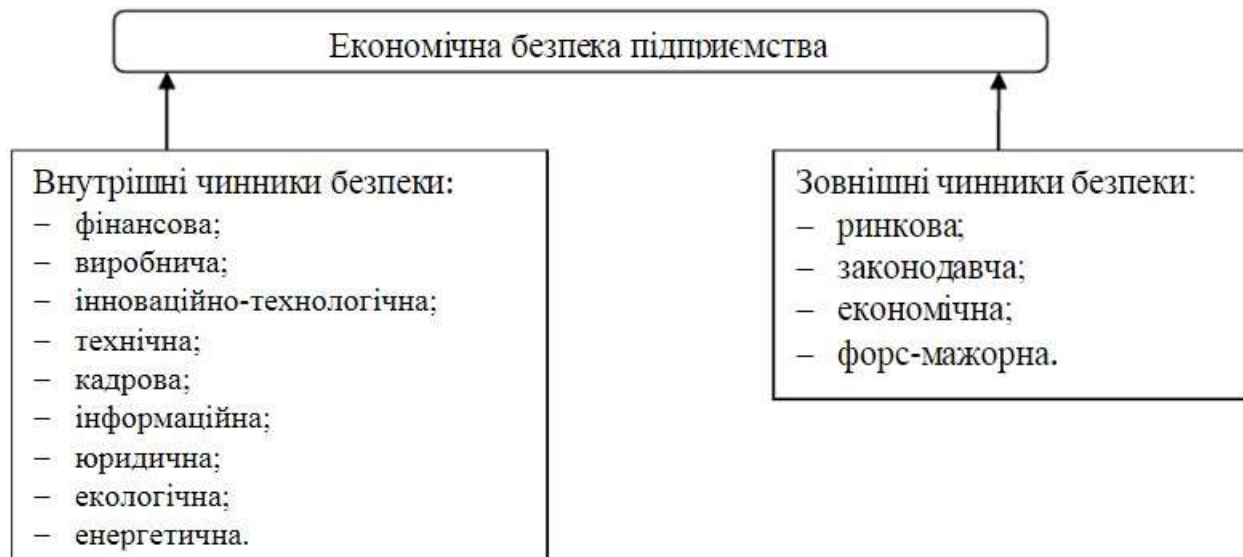 Економічна безпека підприємства
Внутрішні чинники безпеки:
– фінансова;
– виробнича;
– інноваційно-технологічна;
– технічна;
– кадрова;
– інформаційна;
– юридична;
– екологічна;
– енергетична.
Зовнішні чинники безпеки:
– ринкова;
– законодавча;
– економічна;
– форс-мажорна.